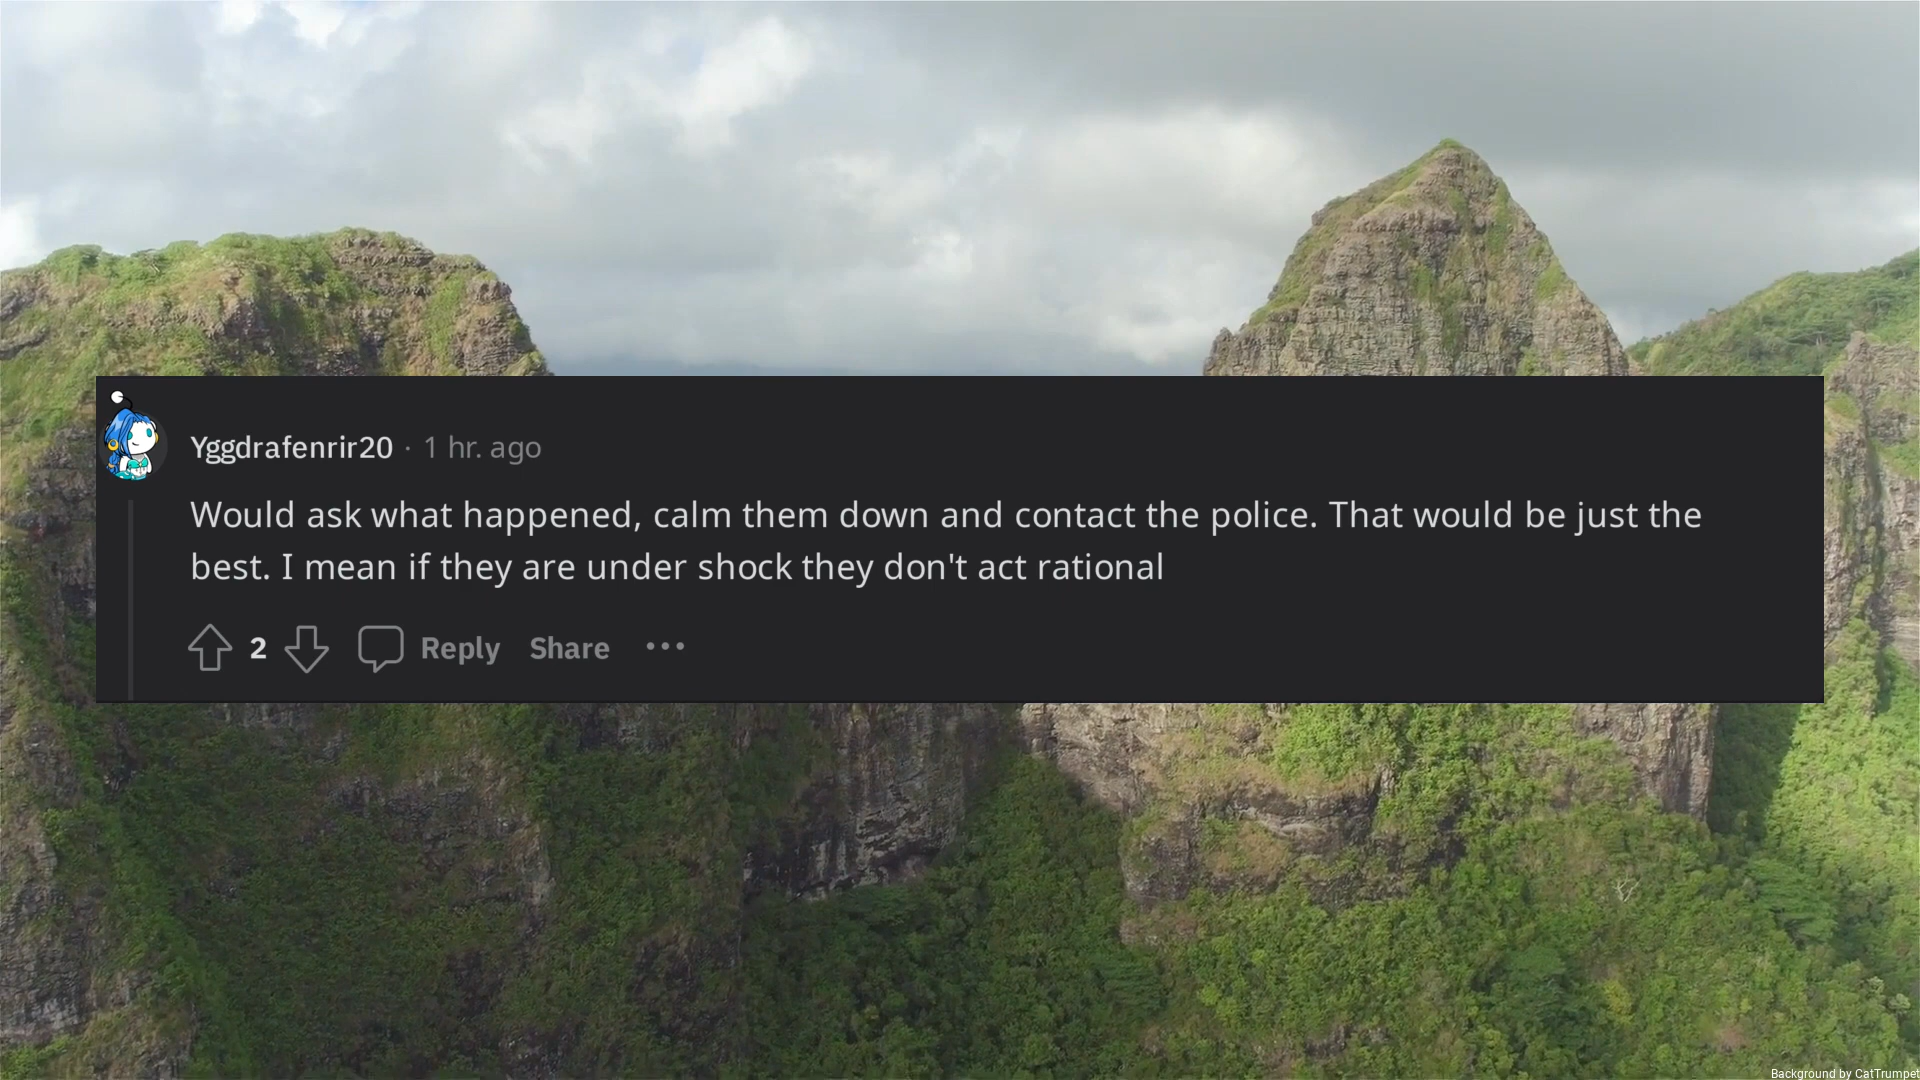 Yggdrafenrir20 · 1 hr. ago
Would ask what happened, calm them down and contact the police. That would be just the
best. I mean if they are under shock they don't act rational
2 Reply Share ···
Background by CatTrumpet